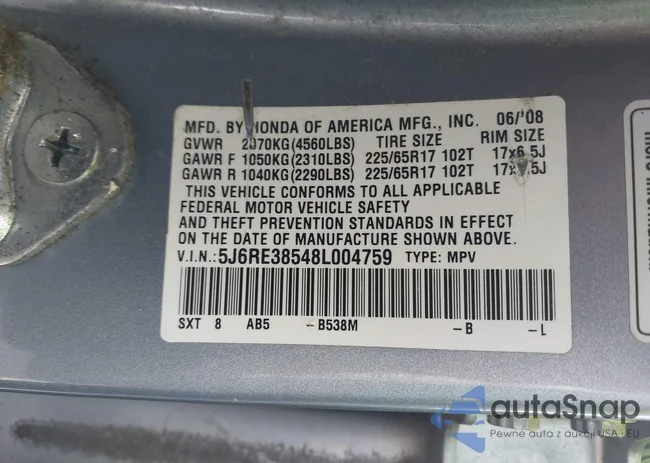 MFD. BY HONDA OF AMERICA MFG., INC. 06/'08
GVWR 2070KG(4560LBS) TIRE SIZE RIM SIZE
GAWR F 1050KG(2310LBS) 225/65R17 102T 17x6.5J
GAWR R 1040KG(2290LBS) 225/65R17 102T 17x6.5J
THIS VEHICLE CONFORMS TO ALL APPLICABLE
FEDERAL MOTOR VEHICLE SAFETY
AND THEFT PREVENTION STANDARDS IN EFFECT
ON THE DATE OF MANUFACTURE SHOWN ABOVE.
V.I.N.: 5J6RE38548L004759 TYPE: MPV
SXT 8 AB5 -B538M -B -L
autaSnap
Pewne auta z aukcji USA i EU